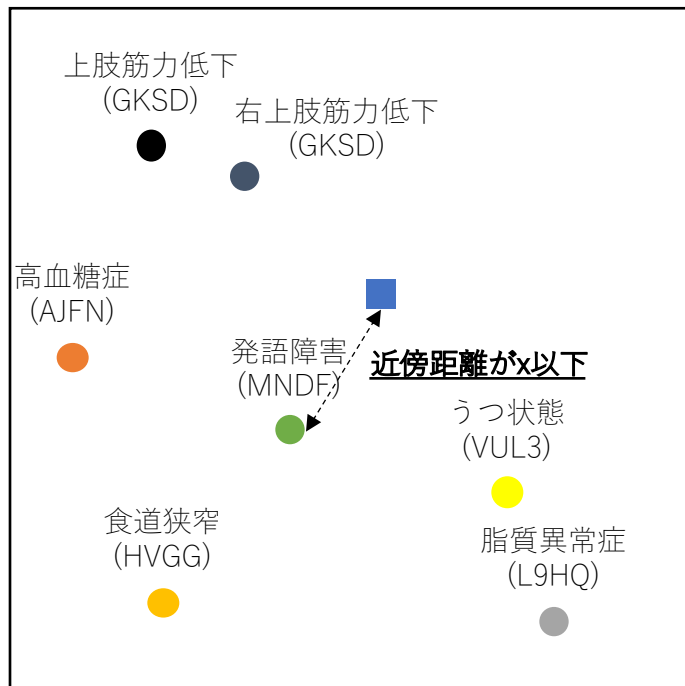 上肢筋力低下
(GKSD)
右上肢筋力低下
(GKSD)
高血糖症
(AJFN)
発語障害
(MNDF)
近傍距離がx以下
うつ状態
(VUL3)
食道狭窄
(HVGG)
脂質異常症
(L9HQ)